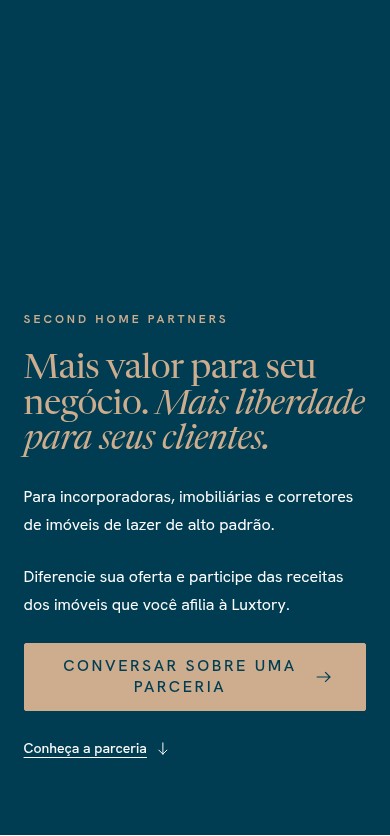 SECOND HOME PARTNERS
Mais valor para seu
negócio. Mais liberdade
para seus clientes.
Para incorporadoras, imobiliárias e corretores
de imóveis de lazer de alto padrão.
Diferencie sua oferta e participe das receitas
dos imóveis que você afilia à Luxtory.
CONVERSAR SOBRE UMA
PARCERIA
Conheça a parceria